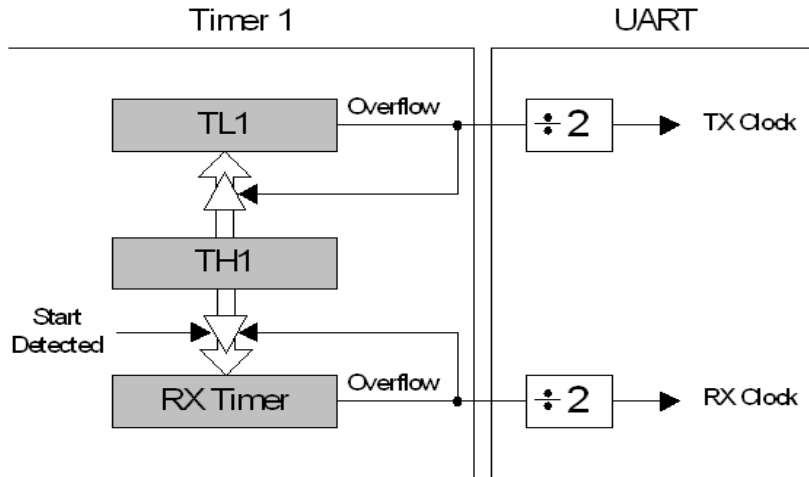 Timer 1
UART
Overflow
TL1
÷ 2
TX Clock
TH1
Start
Detected
Overflow
RX Timer
÷ 2
RX Clock